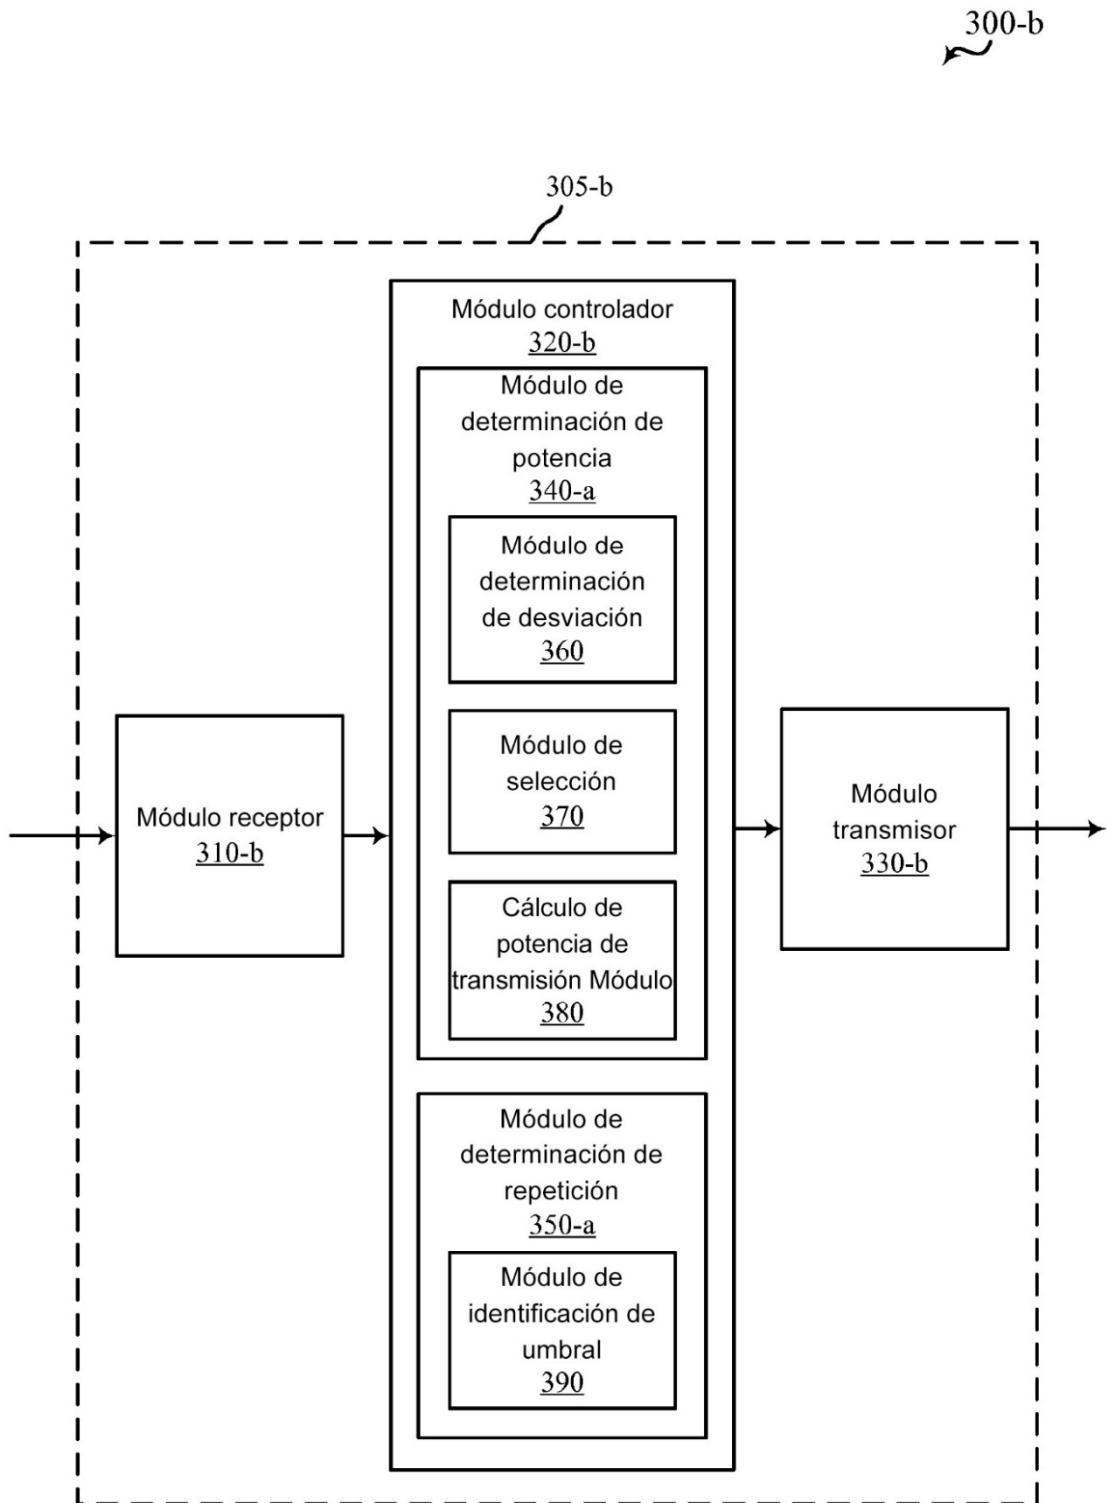 300-b
305-b
Módulo controlador
320-b
Módulo de
determinación de
potencia
340-a
Módulo de
determinación
de desviación
360
Módulo de
selección
370
Cálculo de
potencia de
transmisión Módulo
380
Módulo receptor
310-b
Módulo
transmisor
330-b
Módulo de
determinación de
repetición
350-a
Módulo de
identificación de
umbral
390